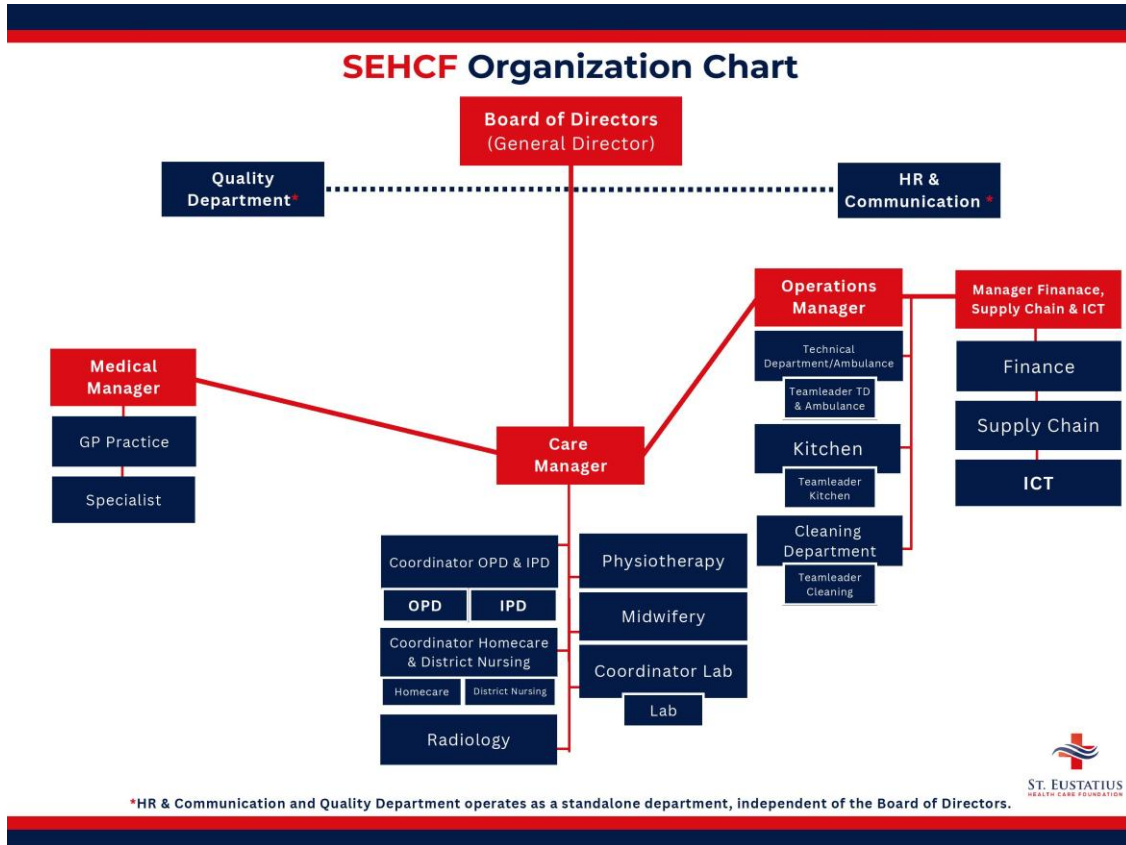 SEHCF Organization Chart
Board of Directors
(General Director)
Quality
Department*
HR &
Communication *
Operations
Manager
Manager Finanace,
Supply Chain & ICT
Medical
Manager
Technical
Department/Ambulance
Finance
Teamleader TD
& Ambulance
GP Practice
Care
Manager
Kitchen
Supply Chain
Teamleader
Kitchen
Specialist
ICT
Cleaning
Department
Teamleader
Cleaning
Coordinator OPD & IPD
Physiotherapy
OPD
IPD
Midwifery
Coordinator Homecare
& District Nursing
Coordinator Lab
Homecare
District Nursing
Lab
Radiology
ST. EUSTATIUS
HEALTH CARE FOUNDATION
*HR & Communication and Quality Department operates as a standalone department, independent of the Board of Directors.